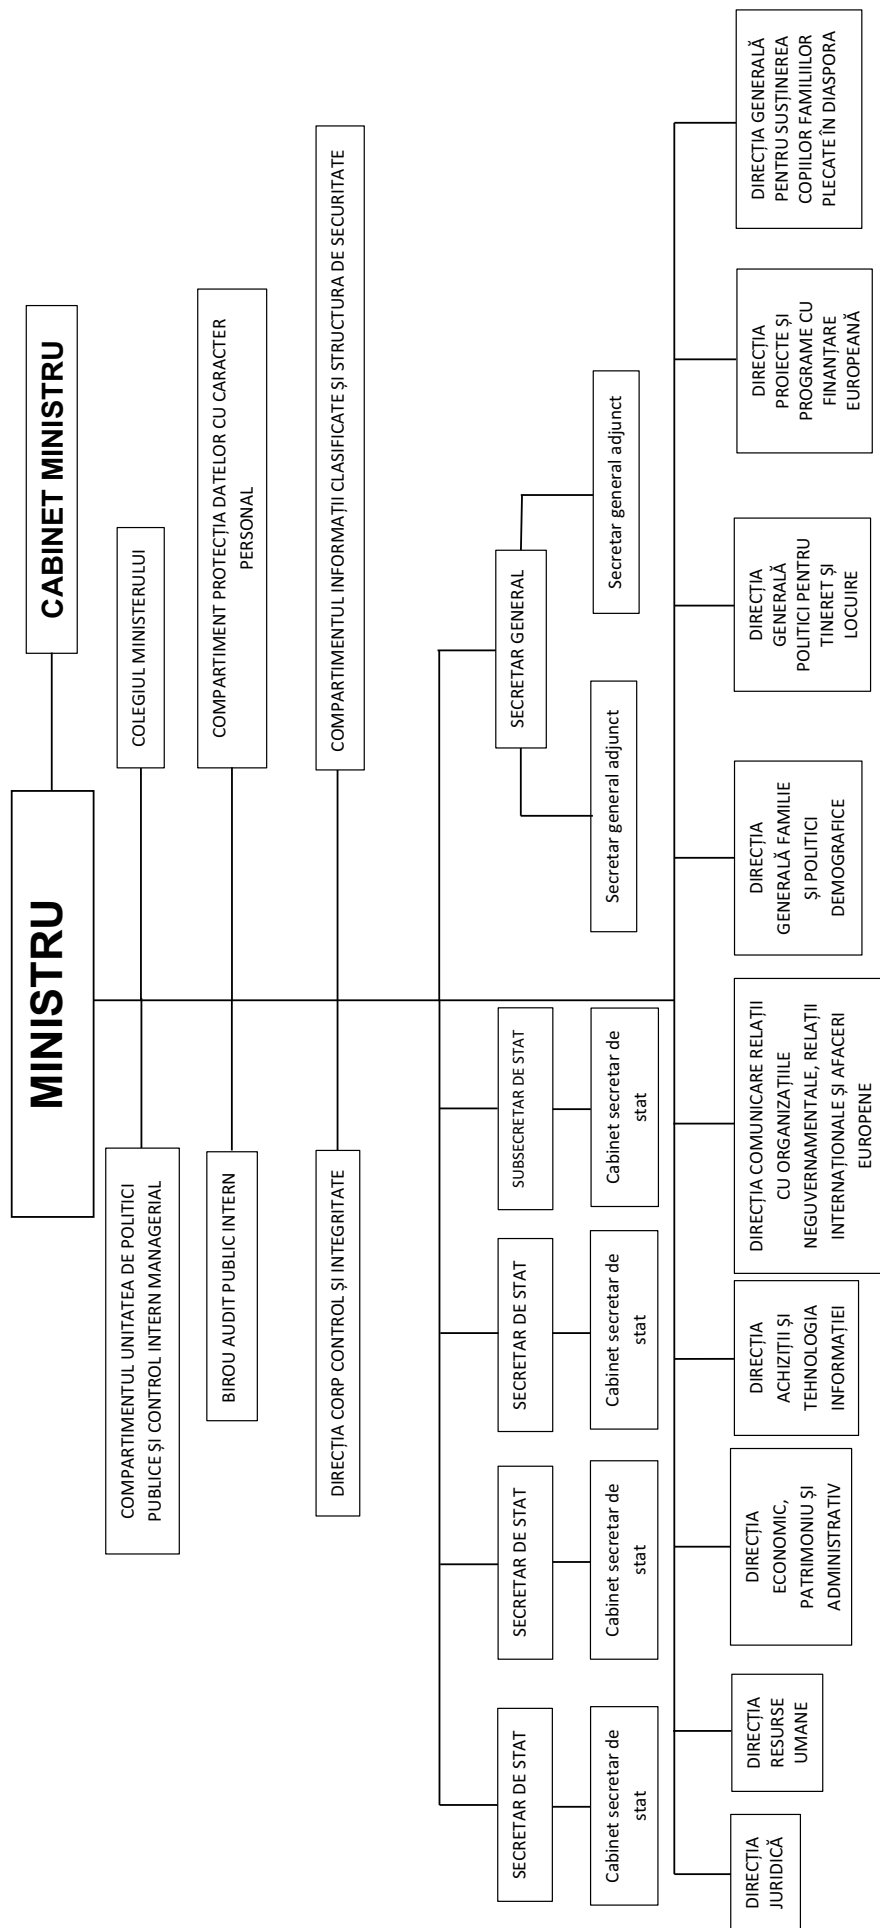 MINISTRU
CABINET MINISTRU
COMPARTIMENTUL UNITATEA DE POLITICI
PUBLICE ȘI CONTROL INTERN MANAGERIAL
COLEGIUL MINISTERULUI
BIROU AUDIT PUBLIC INTERN
COMPARTIMENT PROTECȚIA DATELOR CU CARACTER
PERSONAL
DIRECȚIA CORP CONTROL ȘI INTEGRITATE
COMPARTIMENTUL INFORMAȚII CLASIFICATE ȘI STRUCTURA DE SECURITATE
SECRETAR DE STAT
SECRETAR DE STAT
SECRETAR DE STAT
SUBSECRETAR DE STAT
SECRETAR GENERAL
Cabinet secretar de
stat
Cabinet secretar de
stat
Cabinet secretar de
stat
Cabinet secretar de
stat
Secretar general adjunct
Secretar general adjunct
DIRECȚIA
JURIDICĂ
DIRECȚIA
RESURSE
UMANE
DIRECȚIA
ECONOMIC,
PATRIMONIU ȘI
ADMINISTRATIV
DIRECȚIA
ACHIZIȚII ȘI
TEHNOLOGIA
INFORMAȚIEI
DIRECȚIA COMUNICARE RELAȚII
CU ORGANIZAȚIILE
NEGUVERNAMENTALE, RELAȚII
INTERNAȚIONALE ȘI AFACERI
EUROPENE
DIRECȚIA
GENERALĂ FAMILIE
ȘI POLITICI
DEMOGRAFICE
DIRECȚIA
GENERALĂ
POLITICI PENTRU
TINERET ȘI
LOCUIRE
DIRECȚIA
PROIECTE ȘI
PROGRAME CU
FINANȚARE
EUROPEANĂ
DIRECȚIA GENERALĂ
PENTRU SUSȚINEREA
COPIILOR FAMILIILOR
PLECATE ÎN DIASPORA